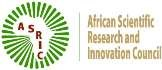 ASRIC
African Scientific
Research and
Innovation Council